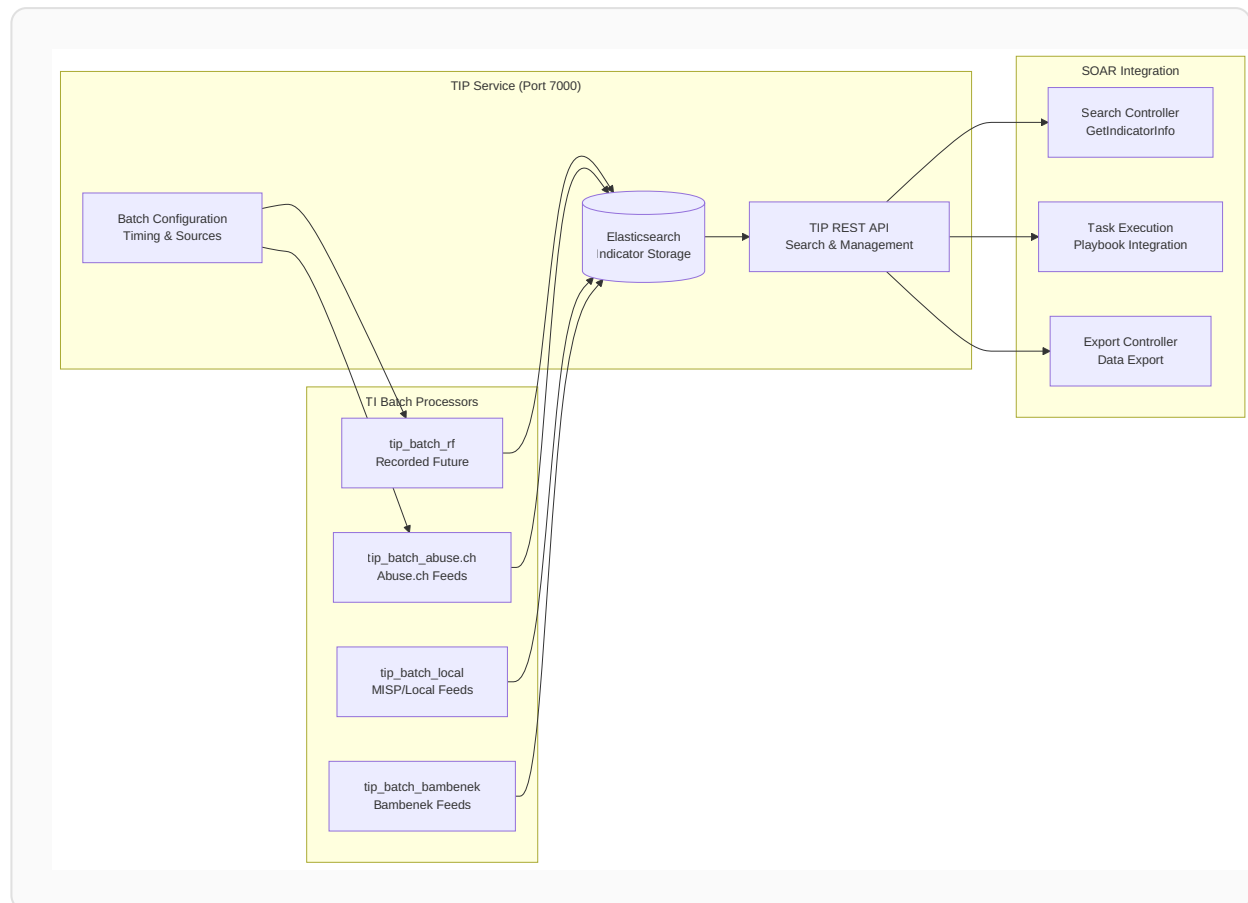 TIP Service (Port 7000)
Batch Configuration
Timing & Sources
Elasticsearch
Indicator Storage
TIP REST API
Search & Management
SOAR Integration
Search Controller
GetIndicatorInfo
Task Execution
Playbook Integration
Export Controller
Data Export
TI Batch Processors
tip_batch_rf
Recorded Future
tip_batch_abuse.ch
Abuse.ch Feeds
tip_batch_local
MISP/Local Feeds
tip_batch_bambenek
Bambenek Feeds